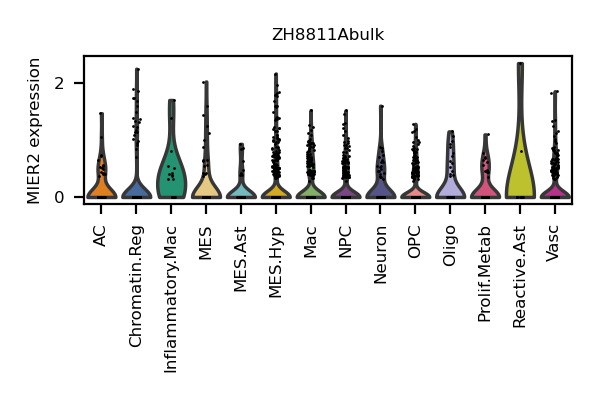 ZH8811Abulk
MIER2 expression
2
0
AC
Chromatin.Reg
Inflammatory.Mac
MES
MES.Ast
MES.Hyp
Mac
NPC
Neuron
OPC
Oligo
Prolif.Metab
Reactive.Ast
Vasc